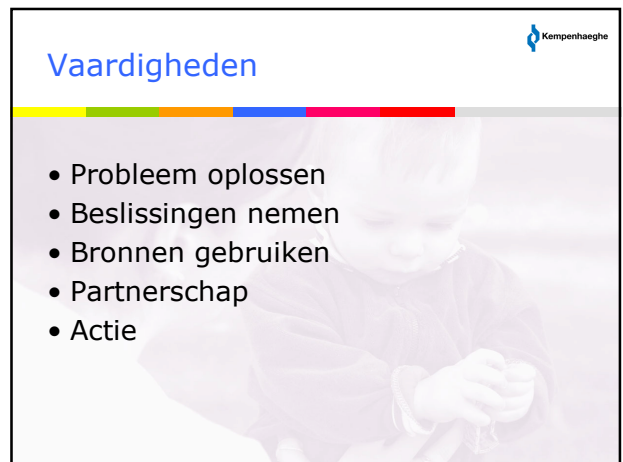 Kempenhaeghe
Vaardigheden
• Probleem oplossen
• Beslissingen nemen
• Bronnen gebruiken
• Partnerschap
• Actie